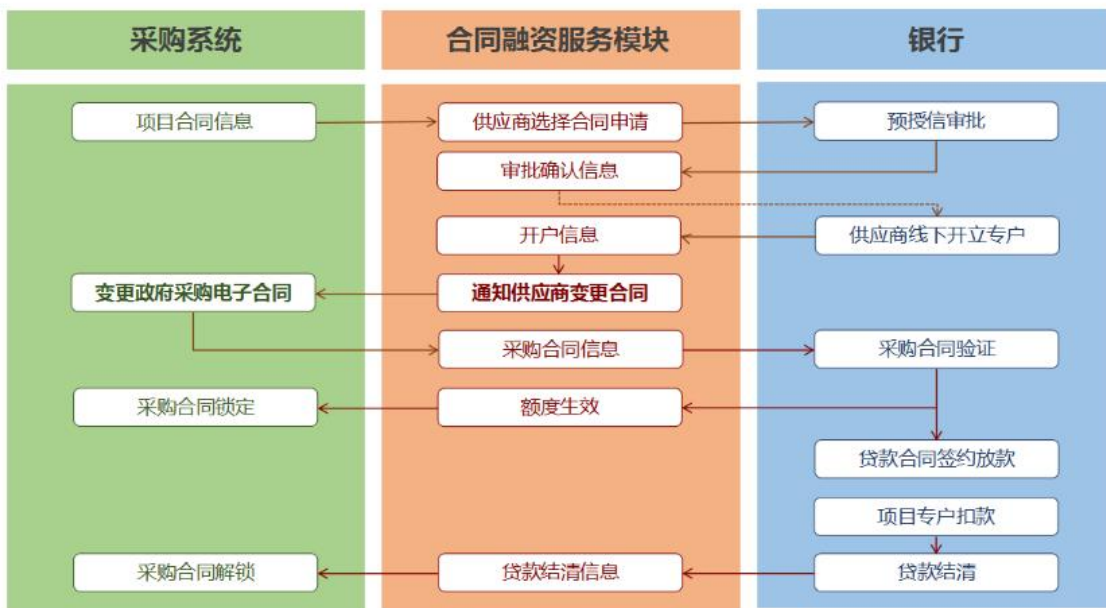 采购系统
合同融资服务模块
银行
项目合同信息
供应商选择合同申请
预授信审批
审批确认信息
开户信息
供应商线下开立专户
变更政府采购电子合同
通知供应商变更合同
采购合同信息
采购合同验证
采购合同锁定
额度生效
贷款合同签约放款
项目专户扣款
采购合同解锁
贷款结清信息
贷款结清